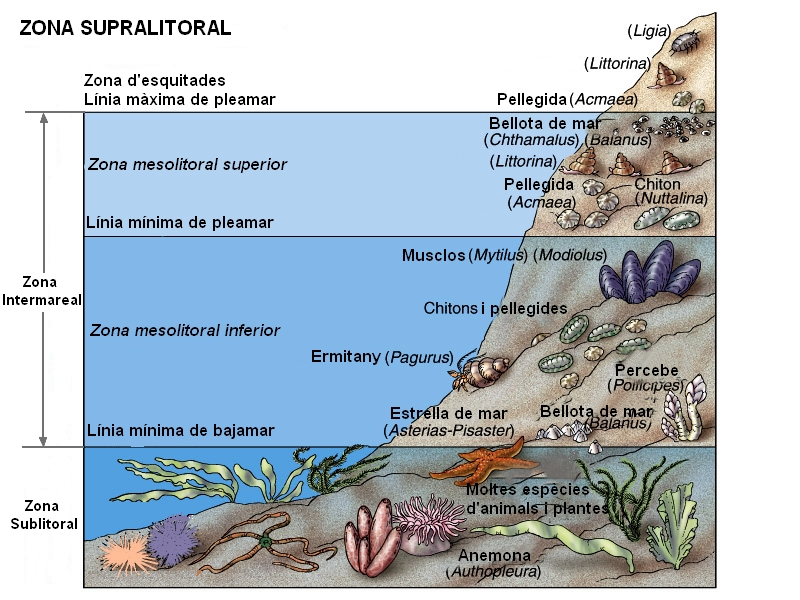 ZONA SUPRALITORAL
(Ligia)
(Littorina)
Zona d'esquitades
Línia màxima de pleamar
Pellegida (Acmaea)
Bellota de mar
(Chthamalus) (Balanus)
Zona mesolitoral superior
(Littorina)
Pellegida
(Acmaea)
Chiton
(Nuttalina)
Línia mínima de pleamar
Musclos (Mytilus) (Modiolus)
Zona
Intermareal
Chitons i pellegides
Zona mesolitoral inferior
Ermitany (Pagurus)
Percebe
(Pollicipes)
Estrella de mar
(Asterias-Pisaster)
Bellota de mar
(Balanus)
Línia mínima de bajamar
Zona
Sublitoral
Moltes espècies
d'animals i plantes
Anemona
(Authopleura)